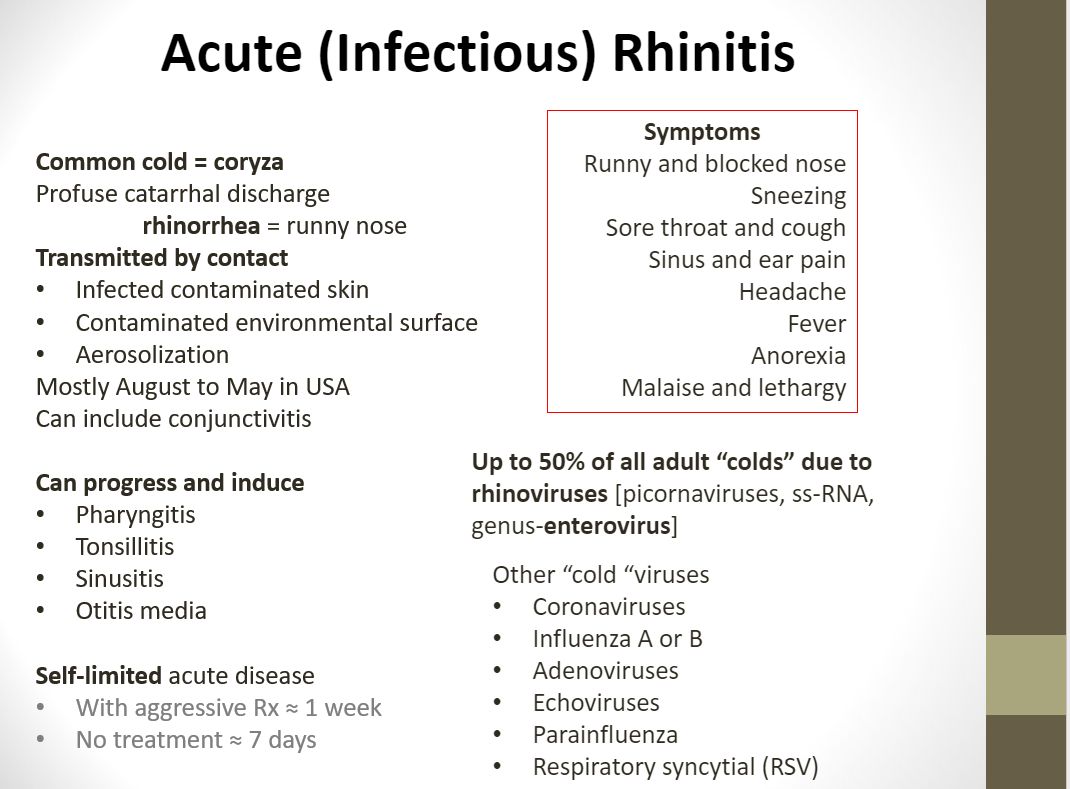 Acute (Infectious) Rhinitis
Common cold = coryza
Profuse catarrhal discharge
rhinorrhea = runny nose
Transmitted by contact
• Infected contaminated skin
• Contaminated environmental surface
• Aerosolization
Mostly August to May in USA
Can include conjunctivitis
Can progress and induce
• Pharyngitis
• Tonsillitis
• Sinusitis
• Otitis media
Self-limited acute disease
• With aggressive Rx ≈ 1 week
• No treatment ≈ 7 days
Symptoms
Runny and blocked nose
Sneezing
Sore throat and cough
Sinus and ear pain
Headache
Fever
Anorexia
Malaise and lethargy
Up to 50% of all adult “colds” due to
rhinoviruses [picornaviruses, ss-RNA,
genus-enterovirus]
Other “cold “viruses
• Coronaviruses
• Influenza A or B
• Adenoviruses
• Echoviruses
• Parainfluenza
• Respiratory syncytial (RSV)